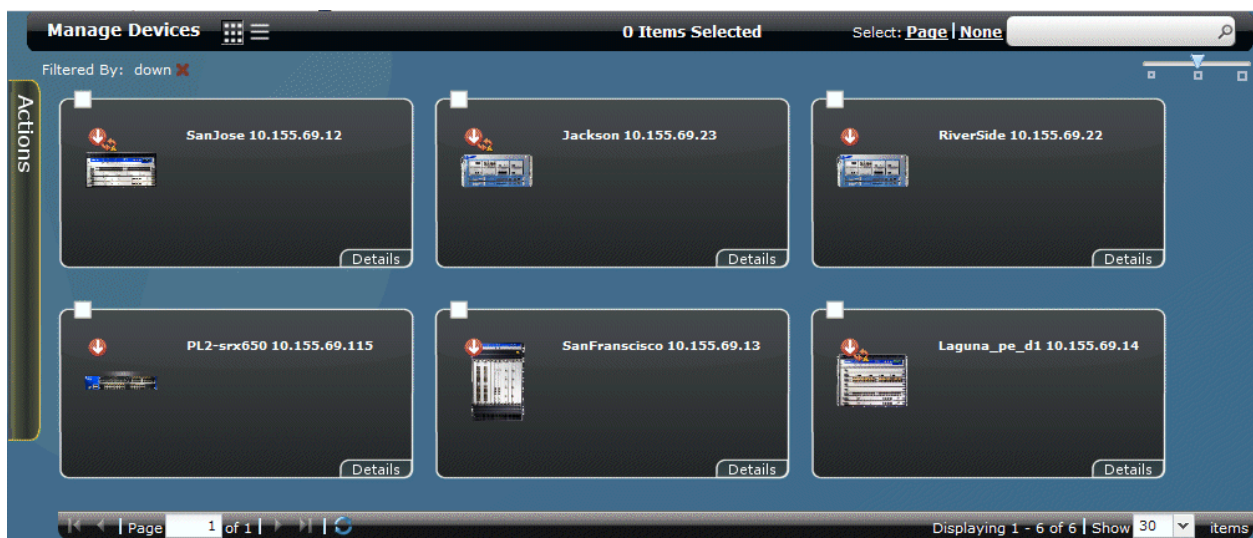 Manage Devices
0 Items Selected
Select: Page | None
Filtered By: down
Actions
SanJose 10.155.69.12
Details
Jackson 10.155.69.23
Details
RiverSide 10.155.69.22
Details
PL2-srx650 10.155.69.115
Details
SanFranscisco 10.155.69.13
Details
Laguna_pe_d1 10.155.69.14
Details
Page 1 of 1
Displaying 1 - 6 of 6 | Show 30 items